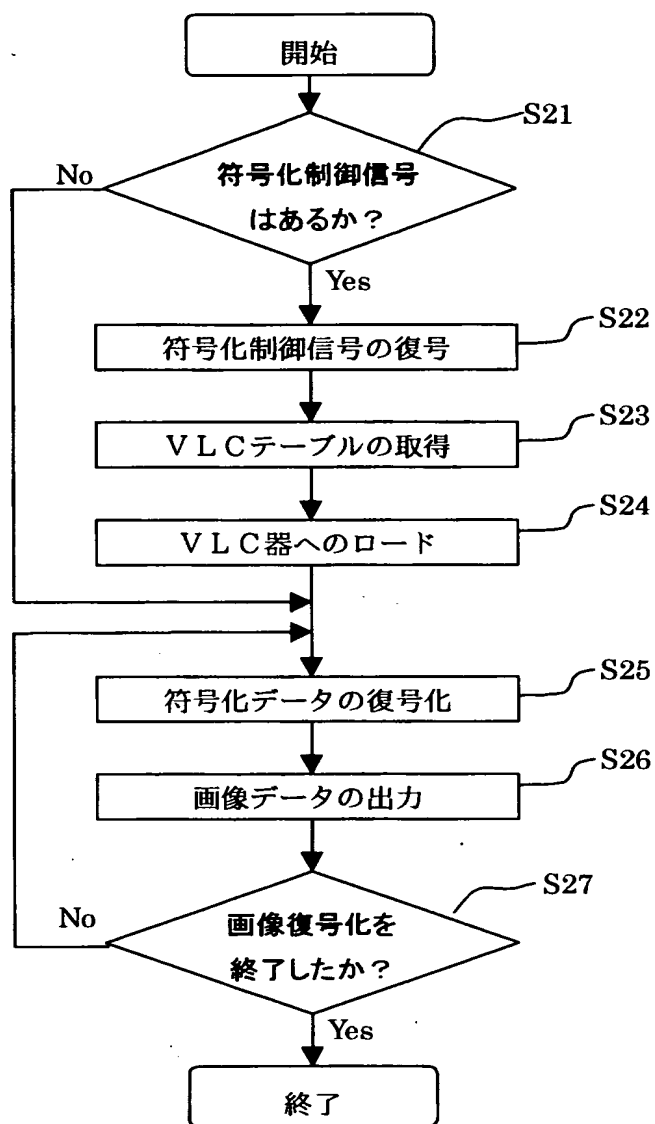 開始
S21
No
符号化制御信号
はあるか？
Yes
S22
符号化制御信号の復号
S23
ＶＬＣテーブルの取得
S24
ＶＬＣ器へのロード
S25
符号化データの復号化
S26
画像データの出力
S27
No
画像復号化を
終了したか？
Yes
終了